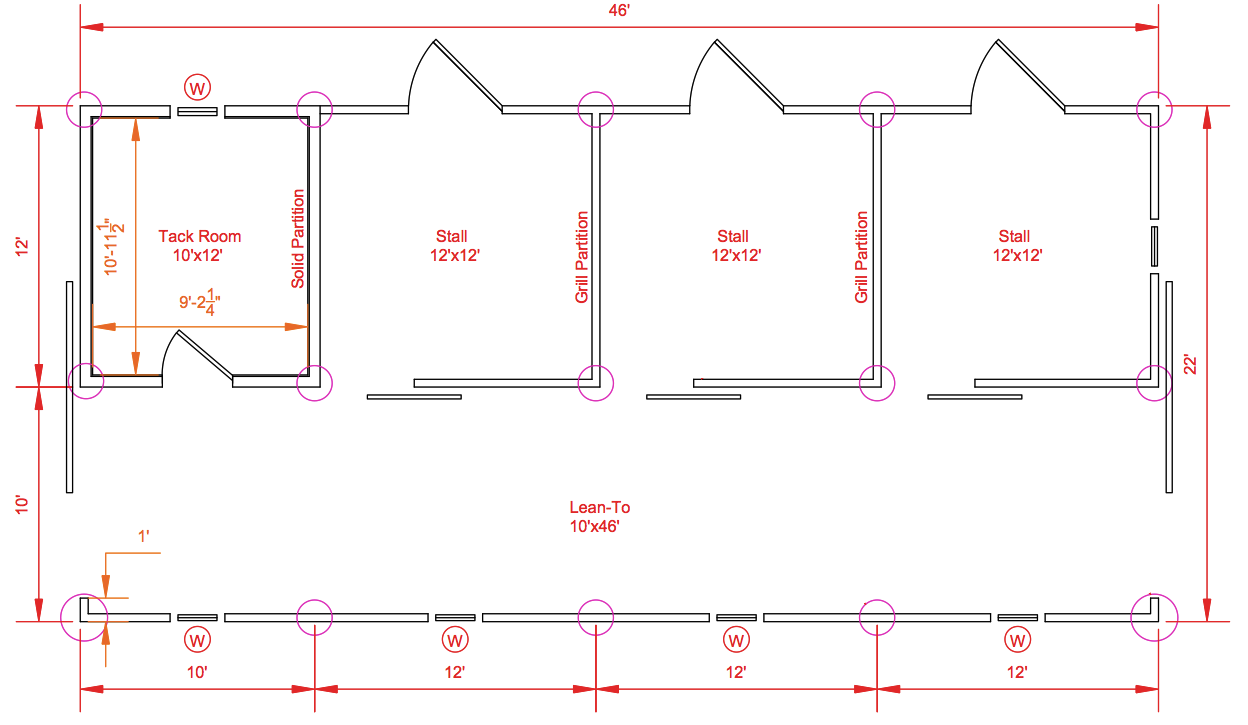 46'
W
Tack Room
10'x12'
10'-11 1/2"
9'-2 1/4"
Solid Partition
Stall
12'x12'
Grill Partition
Stall
12'x12'
Grill Partition
Stall
12'x12'
12'
22'
10'
Lean-To
10'x46'
1'
W
W
W
W
10'
12'
12'
12'